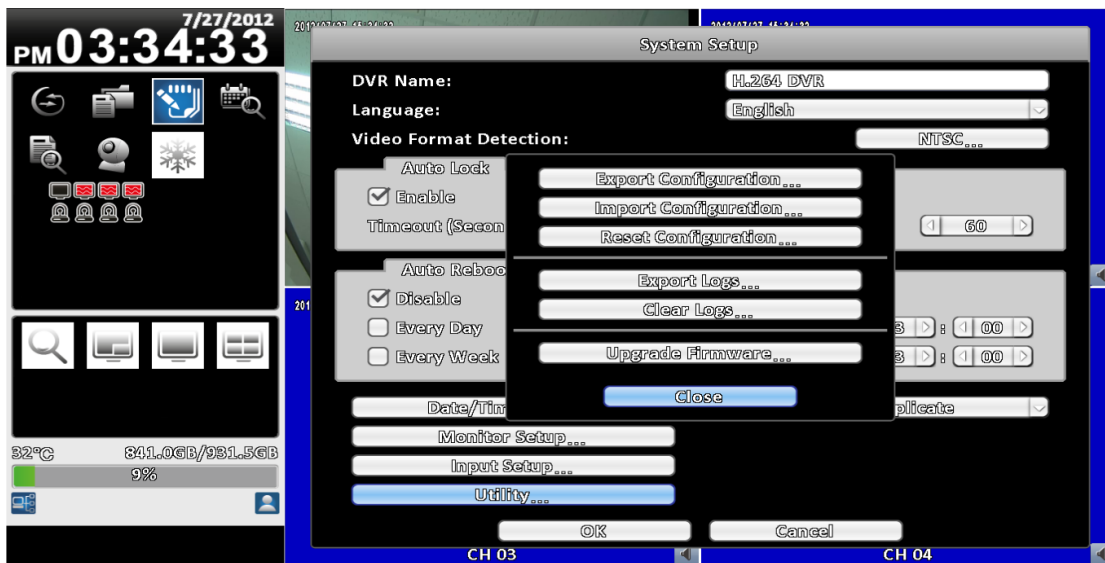 7/27/2012
PM 03:34:33
32°C 841.0GB/931.5GB
9%
System Setup
DVR Name: H.264 DVR
Language: English
Video Format Detection: NTSC...
Auto Lock
Enable
Timeout (Secon
60
Auto Reboo
Disable
Every Day
: 00
Every Week
: 00
Export Configuration...
Import Configuration...
Reset Configuration...
Export Logs...
Clear Logs...
Upgrade Firmware...
Close
Date/Tim
plicate
Monitor Setup...
Input Setup...
Utility...
OK Cancel
CH 03 CH 04